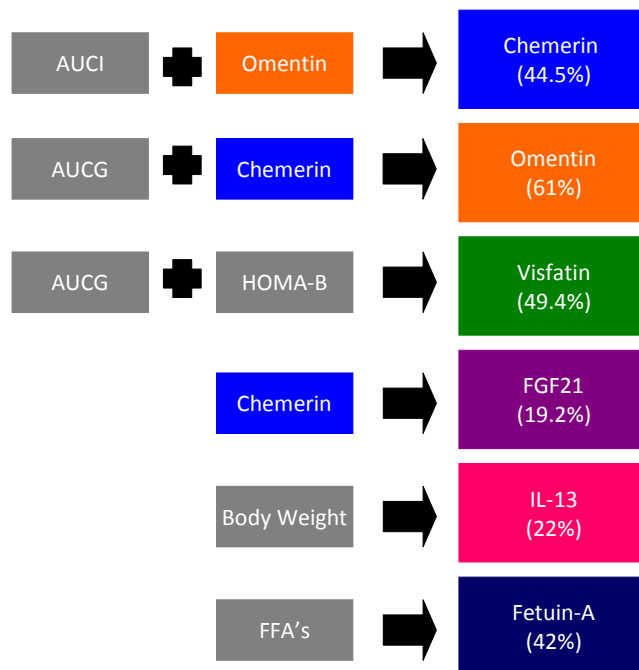 AUCI
Omentin
Chemerin
(44.5%)
AUCG
Chemerin
Omentin
(61%)
AUCG
HOMA-B
Visfatin
(49.4%)
Chemerin
FGF21
(19.2%)
Body Weight
IL-13
(22%)
FFA’s
Fetuin-A
(42%)